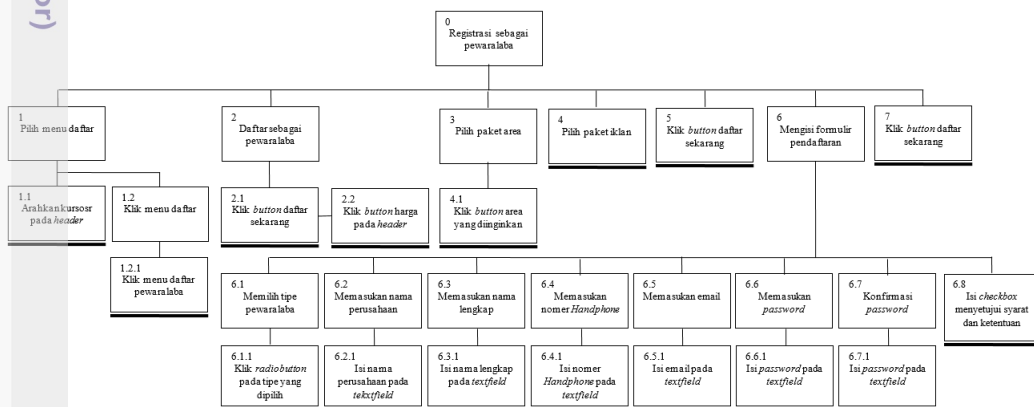 or)
0
Registrasi sebagai
pewaralaba
1
Pilih menu daftar
2
Daftar sebagai
pewaralaba
3
Pilih paket area
4
Pilih paket iklan
5
Klik button daftar
sekarang
6
Mengisi formulir
pendaftaran
7
Klik button daftar
sekarang
1.1
Arahkan kursosr
pada header
1.2
Klik menu daftar
2.1
Klik button daftar
sekarang
2.2
Klik button harga
pada header
4.1
Klik button area
yang diinginkan
1.2.1
Klik menu daftar
pewaralaba
6.1
Memilih tipe
pewaralaba
6.2
Memasukan nama
perusahaan
6.3
Memasukan nama
lengkap
6.4
Memasukan
nomer Handphone
6.5
Memasukan email
6.6
Memasukan
password
6.7
Konfirmasi
password
6.8
Isi checkbox
menyetujui syarat
dan ketentuan
6.1.1
Klik radiobutton
pada tipe yang
dipilih
6.2.1
Isi nama
perusahaan pada
tekxtfield
6.3.1
Isi nama lengkap
pada textfield
6.4.1
Isi nomer
Handphone pada
textfield
6.5.1
Isi email pada
textfield
6.6.1
Isi password pada
textfield
6.7.1
Isi password pada
textfield